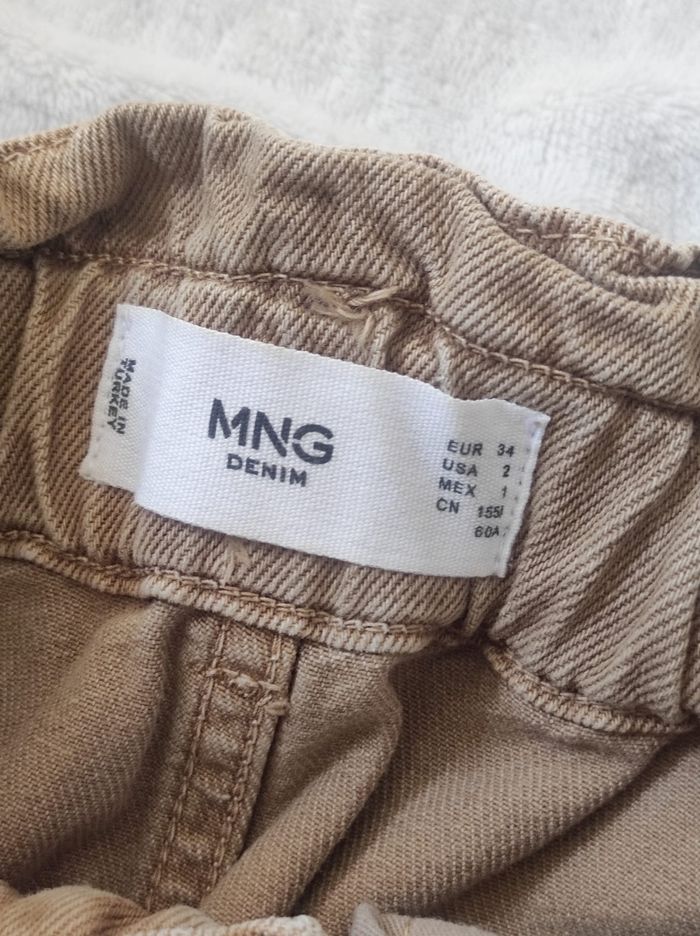 MADE IN
TURKEY
MNG
DENIM
EUR 34
USA 2
MEX 1
CN 155/
60A